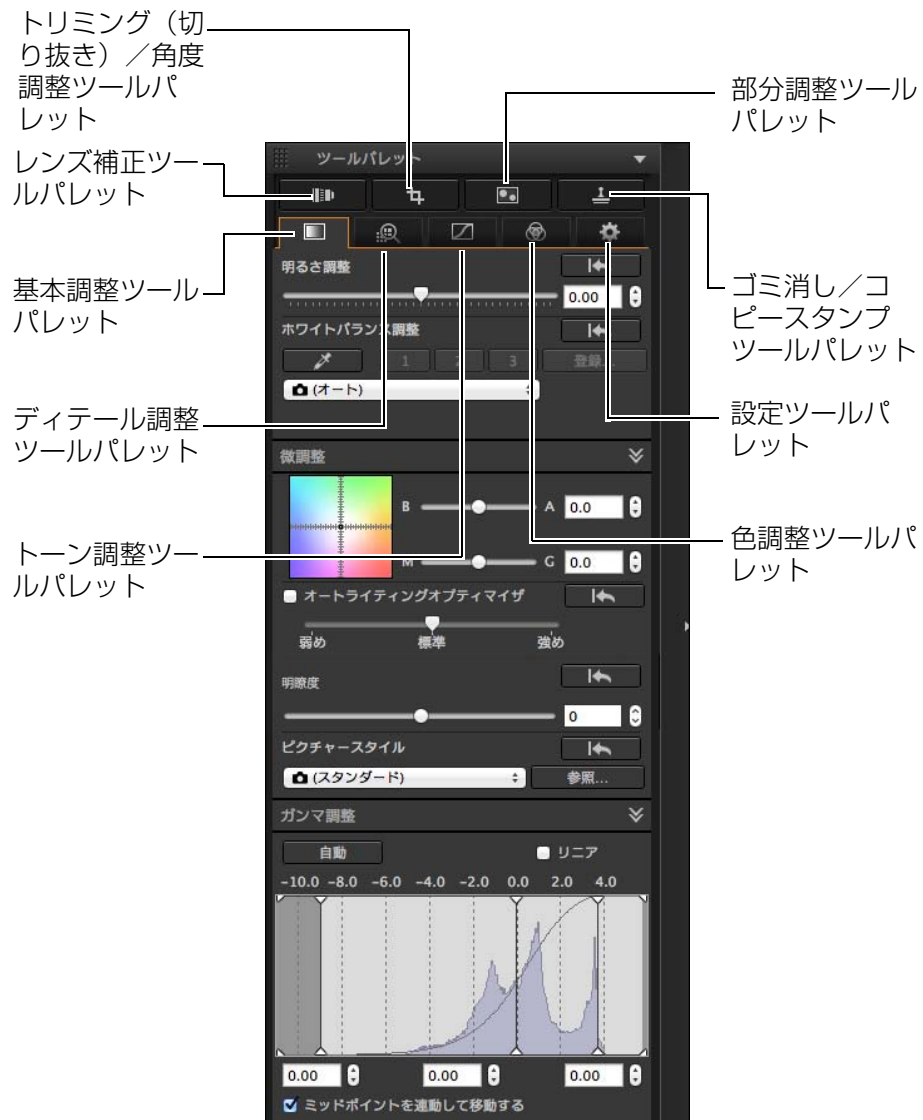 トリミング（切
り抜き）／角度
調整ツールパ
レット
レンズ補正ツー
ルパレット
基本調整ツール
パレット
ディテール調整
ツールパレット
トーン調整ツー
ルパレット
部分調整ツール
パレット
ゴミ消し／コ
ピースタンプ
ツールパレット
設定ツールパ
レット
色調整ツールパ
レット
ツールパレット
明るさ調整
0.00
ホワイトバランス調整
1 2 3 登録...
(オート)
微調整
B A 0.0
M G 0.0
オートライティングオプティマイザ
弱め 標準 強め
明瞭度
0
ピクチャースタイル
(スタンダード) 参照...
ガンマ調整
自動 リニア
-10.0 -8.0 -6.0 -4.0 -2.0 0.0 2.0 4.0
0.00 0.00 0.00
ミッドポイントを連動して移動する